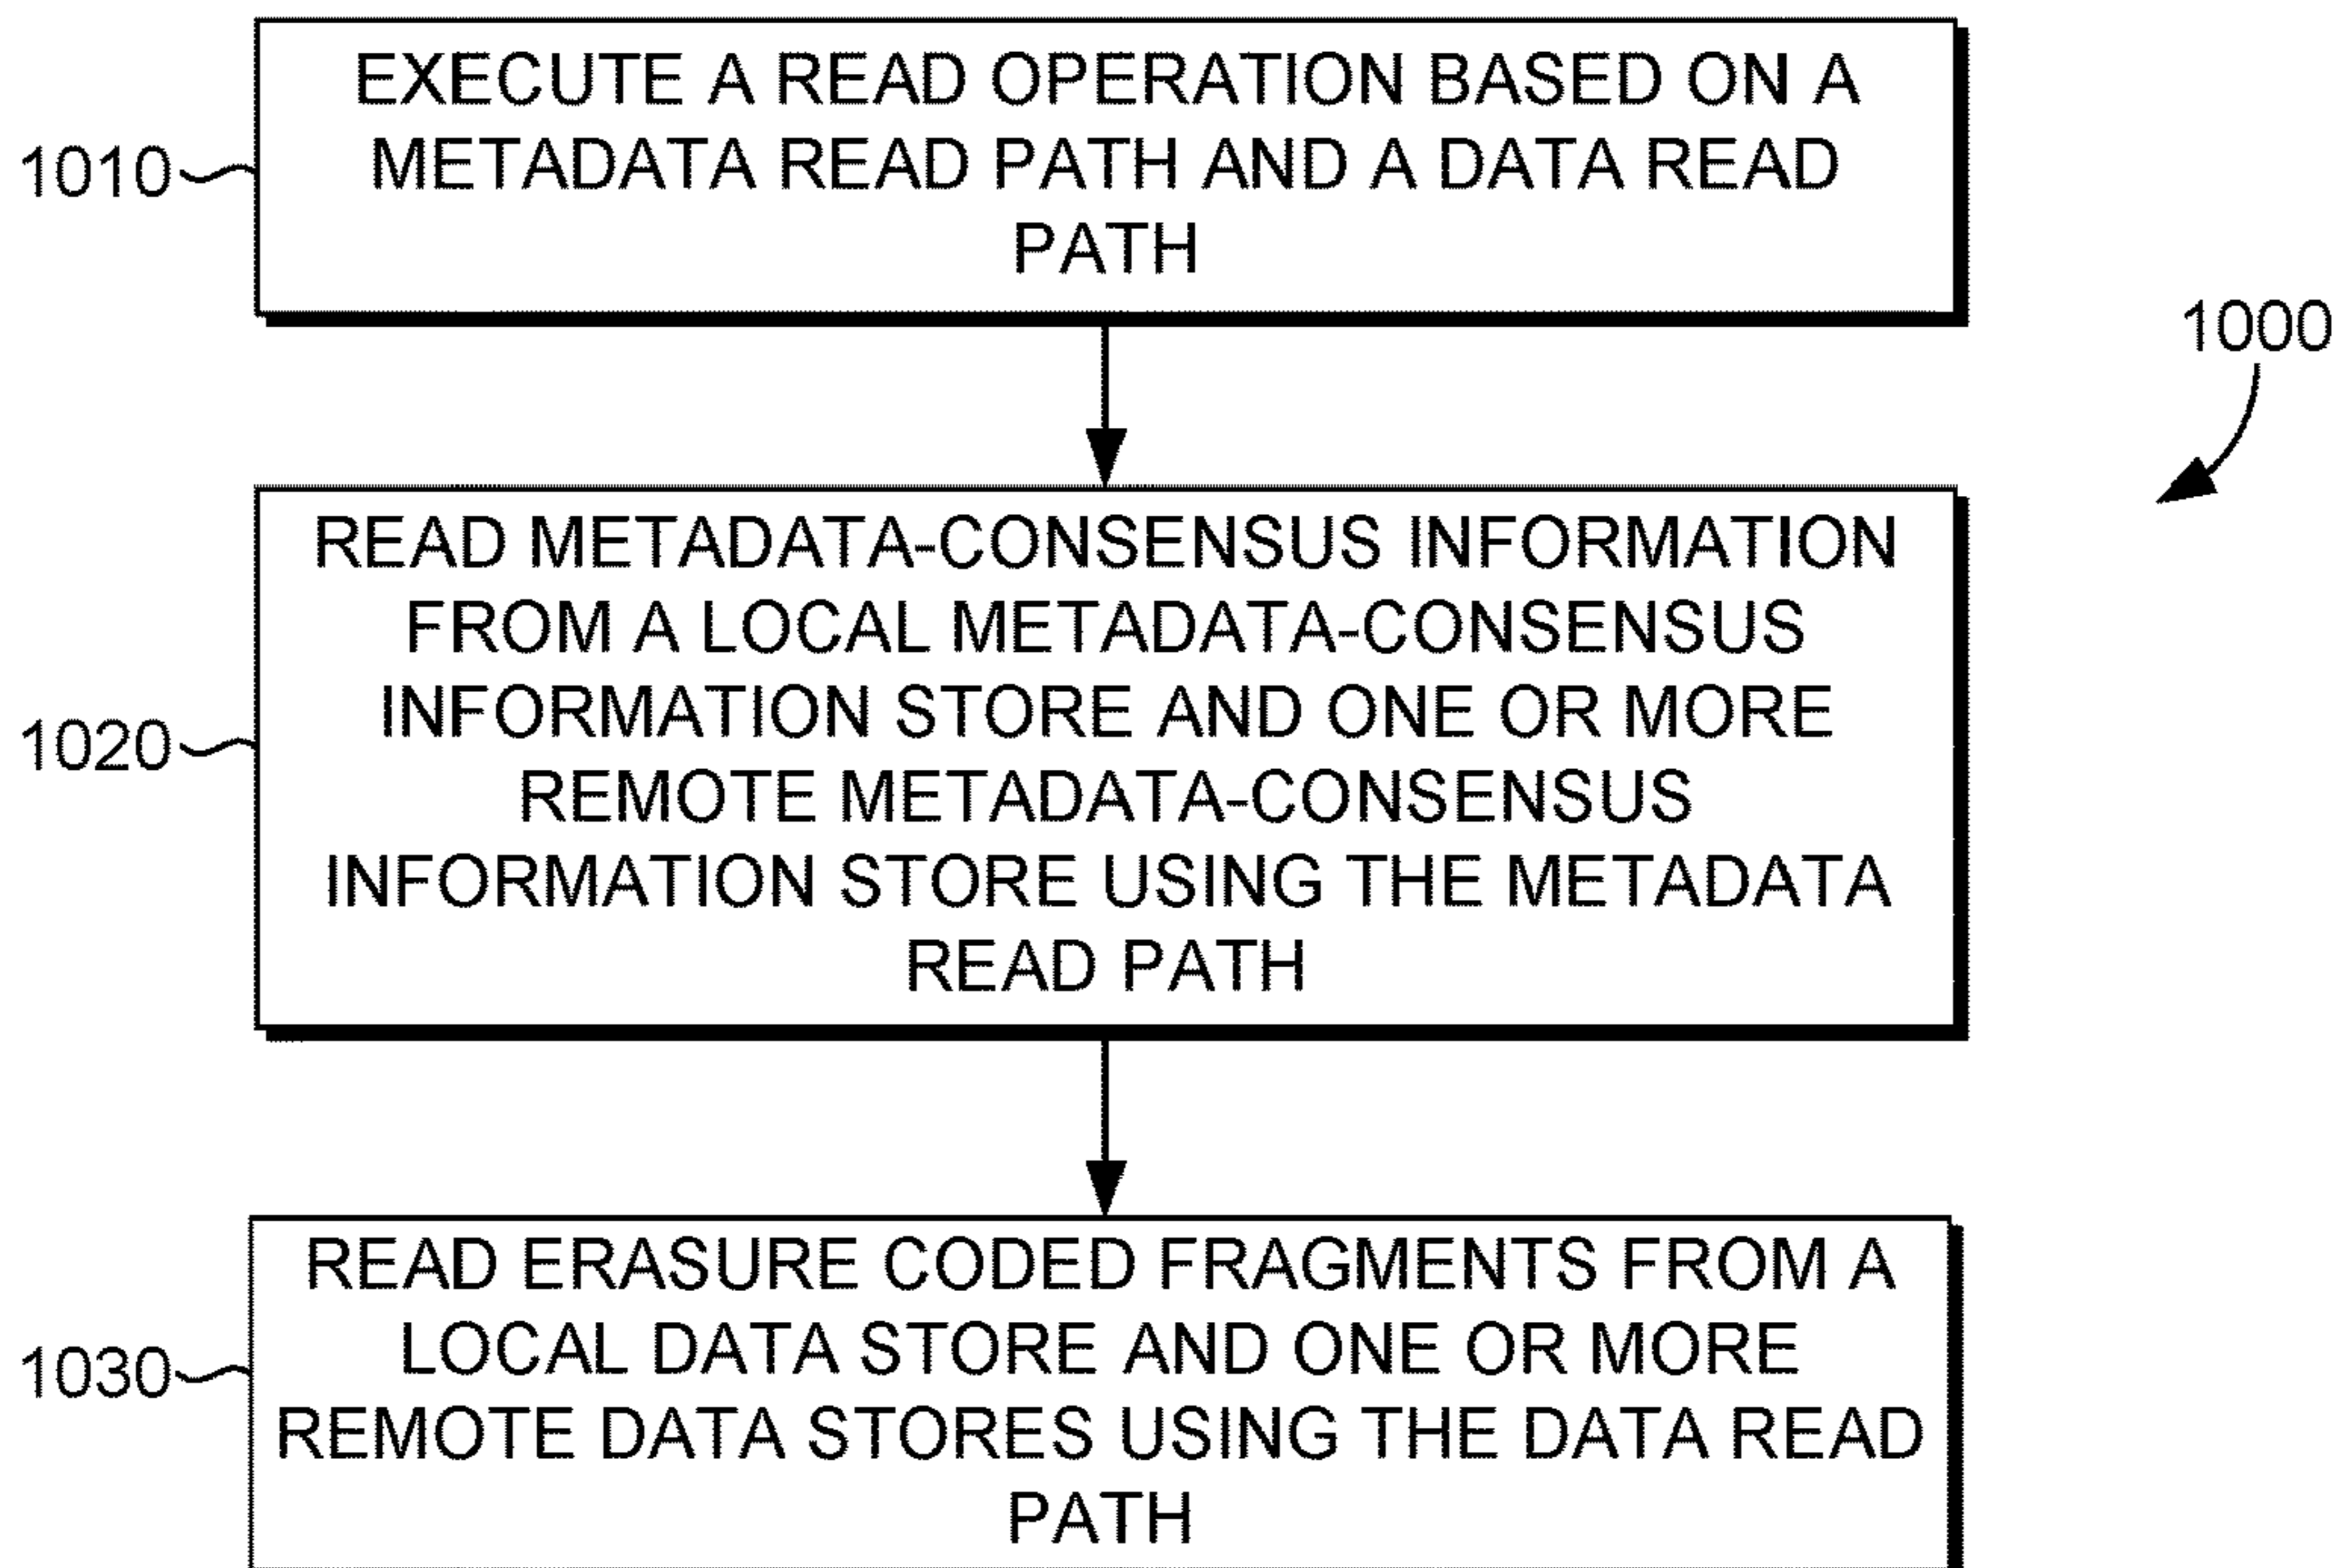 EXECUTE A READ OPERATION BASED ON A
METADATA READ PATH AND A DATA READ
PATH
1010
1000
READ METADATA-CONSENSUS INFORMATION
FROM A LOCAL METADATA-CONSENSUS
INFORMATION STORE AND ONE OR MORE
REMOTE METADATA-CONSENSUS
INFORMATION STORE USING THE METADATA
READ PATH
1020
READ ERASURE CODED FRAGMENTS FROM A
LOCAL DATA STORE AND ONE OR MORE
REMOTE DATA STORES USING THE DATA READ
PATH
1030